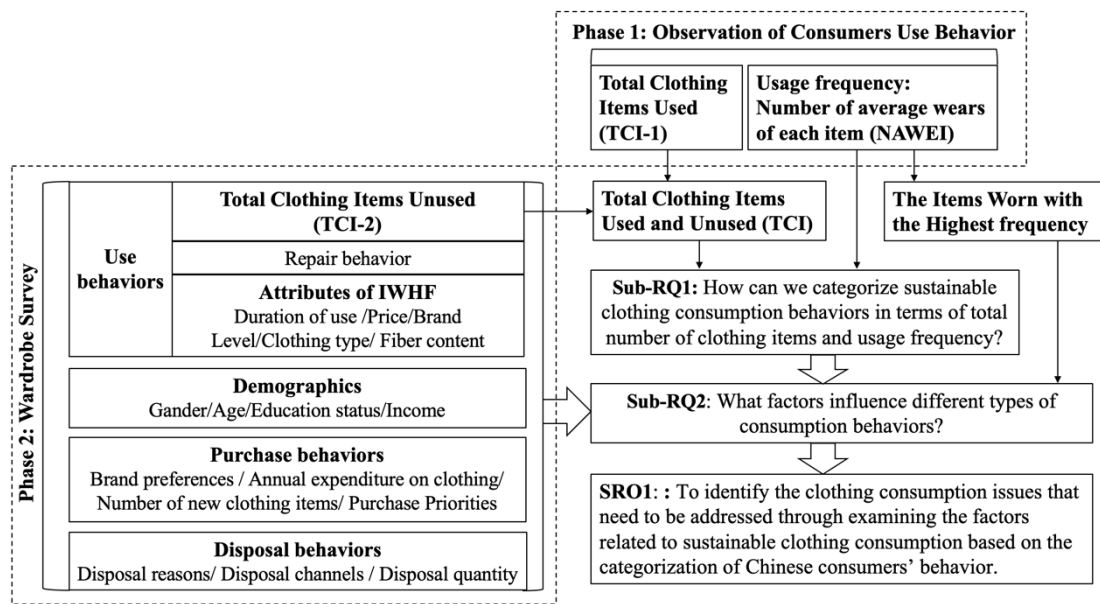 Phase 1: Observation of Consumers Use Behavior
Total Clothing
Items Used
(TCI-1)
Usage frequency:
Number of average wears
of each item (NAWEI)
Phase 2: Wardrobe Survey
Use
behaviors
Total Clothing Items Unused
(TCI-2)
Repair behavior
Attributes of IWHF
Duration of use /Price/Brand
Level/Clothing type/ Fiber content
Demographics
Gander/Age/Education status/Income
Purchase behaviors
Brand preferences / Annual expenditure on clothing/
Number of new clothing items/ Purchase Priorities
Disposal behaviors
Disposal reasons/ Disposal channels / Disposal quantity
Total Clothing Items
Used and Unused (TCI)
The Items Worn with
the Highest frequency
Sub-RQ1: How can we categorize sustainable
clothing consumption behaviors in terms of total
number of clothing items and usage frequency?
Sub-RQ2: What factors influence different types of
consumption behaviors?
SRO1: : To identify the clothing consumption issues that
need to be addressed through examining the factors
related to sustainable clothing consumption based on the
categorization of Chinese consumers’ behavior.